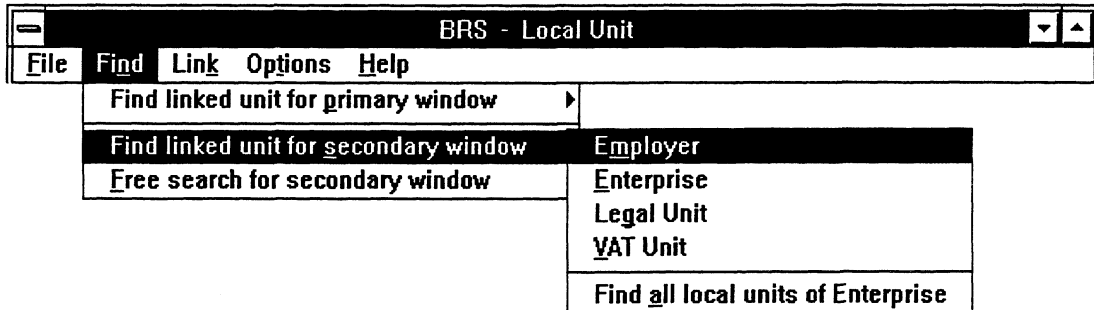 BRS - Local Unit
File Find Link Options Help
Find linked unit for primary window
Find linked unit for secondary window Employer
Free search for secondary window Enterprise
Legal Unit
VAT Unit
Find all local units of Enterprise